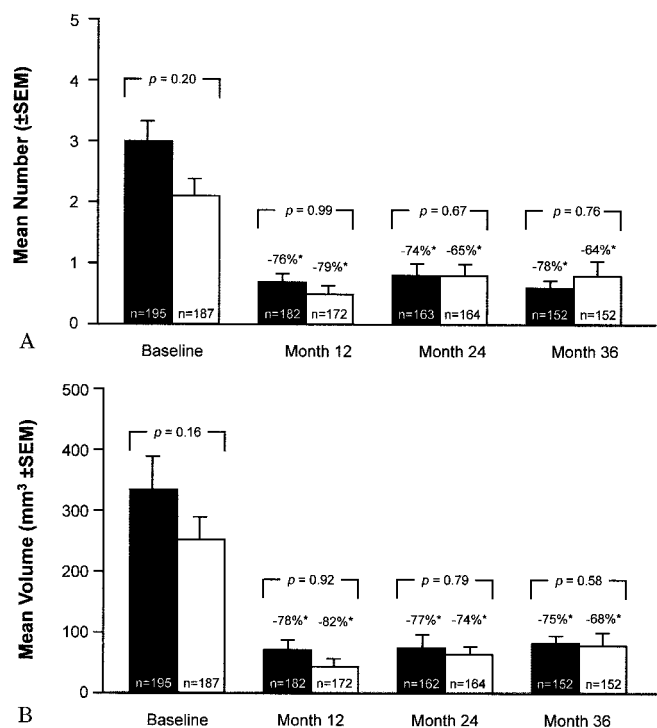 5
p = 0.20
4
3
2
p = 0.99
p = 0.67
p = 0.76
-76%*
-79%*
-74%*
-65%*
-78%*
-64%*
1
0
n=195
n=187
n=182
n=172
n=163
n=164
n=152
n=152
Mean Number (±SEM)
A
Baseline
Month 12
Month 24
Month 36
500
p = 0.16
400
300
200
p = 0.92
p = 0.79
p = 0.58
-78%*
-82%*
-77%*
-74%*
-75%*
-68%*
100
0
n=195
n=187
n=182
n=172
n=162
n=164
n=152
n=152
Mean Volume (mm³ ±SEM)
B
Baseline
Month 12
Month 24
Month 36